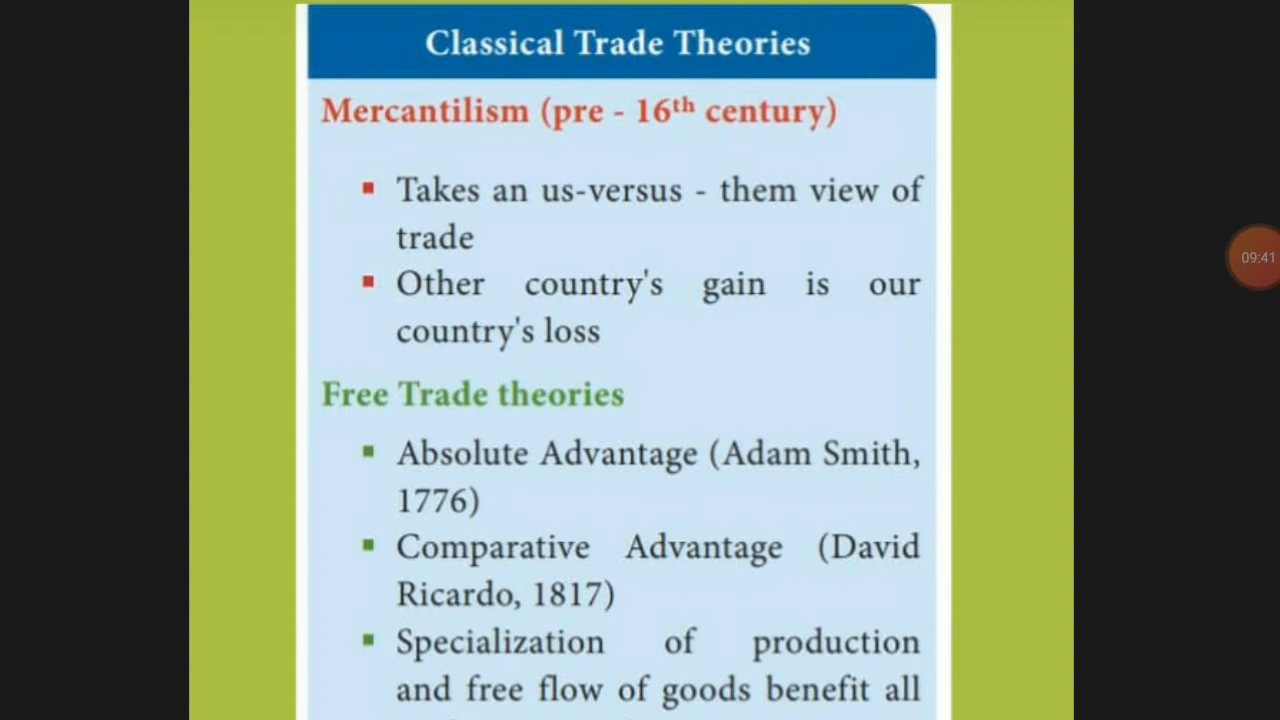 Classical Trade Theories
Mercantilism (pre - 16th century)
Takes an us-versus - them view of
trade
Other country's gain is our
country's loss
Free Trade theories
Absolute Advantage (Adam Smith,
1776)
Comparative Advantage (David
Ricardo, 1817)
Specialization of production
and free flow of goods benefit all
09:41